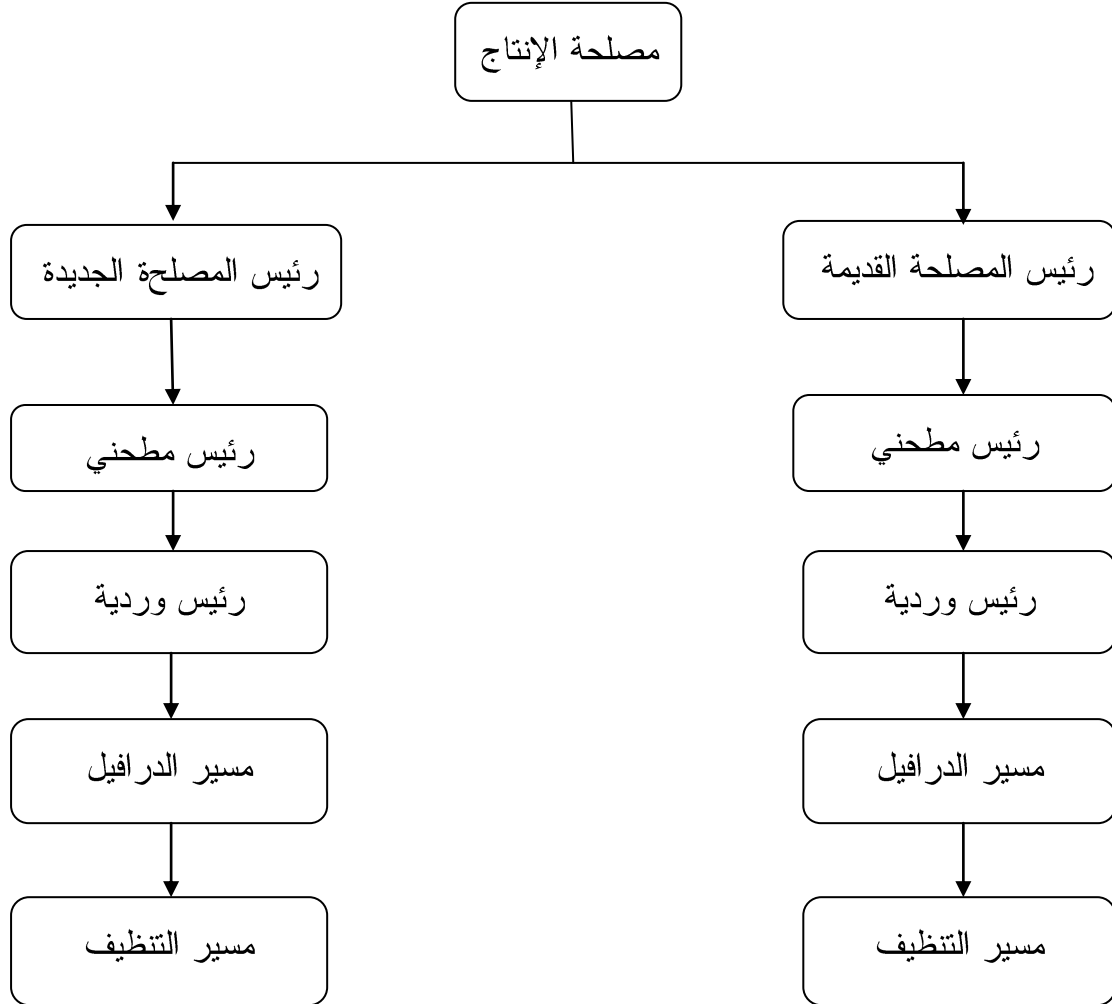 مصلحة الإنتاج
رئيس المصلحة القديمة
رئيس المصلحة الجديدة
رئيس مطحني
رئيس مطحني
رئيس وردية
رئيس وردية
مسير الدرافيل
مسير الدرافيل
مسير التنظيف
مسير التنظيف